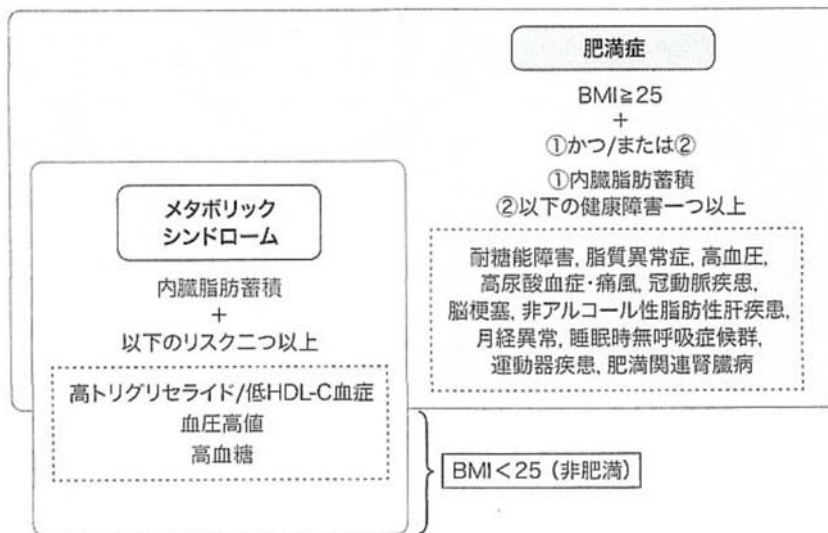 肥満症
BMI≧25
+
①かつ/または②
①内臓脂肪蓄積
②以下の健康障害一つ以上
耐糖能障害, 脂質異常症, 高血圧,
高尿酸血症・痛風, 冠動脈疾患,
脳梗塞, 非アルコール性脂肪性肝疾患,
月経異常, 睡眠時無呼吸症候群,
運動器疾患, 肥満関連腎臓病
メタボリック
シンドローム
内臓脂肪蓄積
+
以下のリスク二つ以上
高トリグリセライド/低HDL-C血症
血圧高値
高血糖
BMI<25 (非肥満)